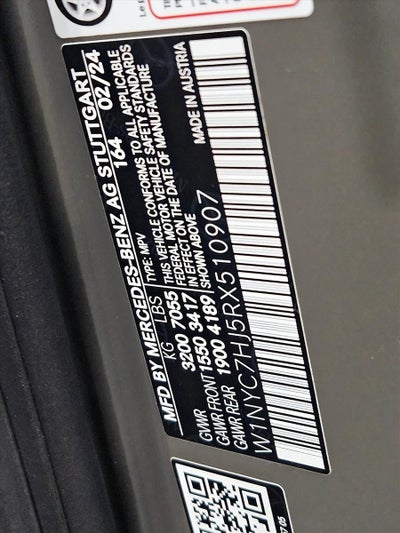 MFD BY MERCEDES-BENZ AG STUTTGART
164 02/24
KG LBS TYPE: MPV
THIS VEHICLE CONFORMS TO ALL APPLICABLE
FEDERAL MOTOR VEHICLE SAFETY STANDARDS
IN EFFECT ON THE DATE OF MANUFACTURE
SHOWN ABOVE
GVWR 3200 7055
GAWR FRONT 1550 3417
GAWR REAR 1900 4189
MADE IN AUSTRIA
W1NYC7HJ5RX510907